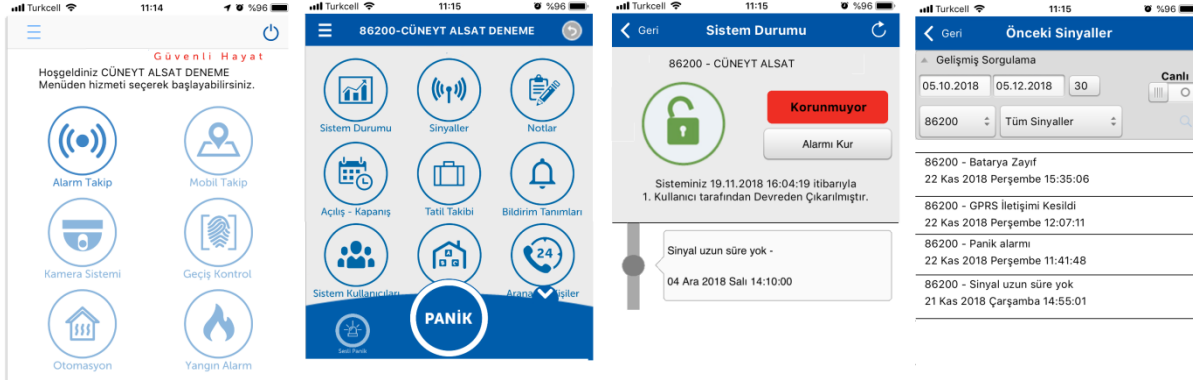 Turkcell 11:14 %96
Güvenli Hayat
Hoşgeldiniz CÜNEYT ALSAT DENEME
Menüden hizmeti seçerek başlayabilirsiniz.
Alarm Takip
Mobil Takip
Kamera Sistemi
Geçiş Kontrol
Otomasyon
Yangın Alarm
Turkcell 11:15 %96
86200-CÜNEYT ALSAT DENEME
Sistem Durumu
Sinyaller
Notlar
Açılış - Kapanış
Tatil Takibi
Bildirim Tanımları
24
Sistem Kullanıcıları
PANİK
Sesli Panik
Turkcell 11:15 %96
Geri Sistem Durumu
86200 - CÜNEYT ALSAT
Korunmuyor
Alarmı Kur
Sisteminiz 19.11.2018 16:04:19 itibarıyla
1. Kullanıcı tarafından Devreden Çıkarılmıştır.
Sinyal uzun süre yok -
04 Ara 2018 Salı 14:10:00
Turkcell 11:15 %96
Geri Önceki Sinyaller
Gelişmiş Sorgulama
Canlı
05.10.2018 05.12.2018 30
86200 Tüm Sinyaller
86200 - Batarya Zayıf
22 Kas 2018 Perşembe 15:35:06
86200 - GPRS İletişimi Kesildi
22 Kas 2018 Perşembe 12:07:11
86200 - Panik alarmı
22 Kas 2018 Perşembe 11:41:48
86200 - Sinyal uzun süre yok
21 Kas 2018 Çarşamba 14:55:01